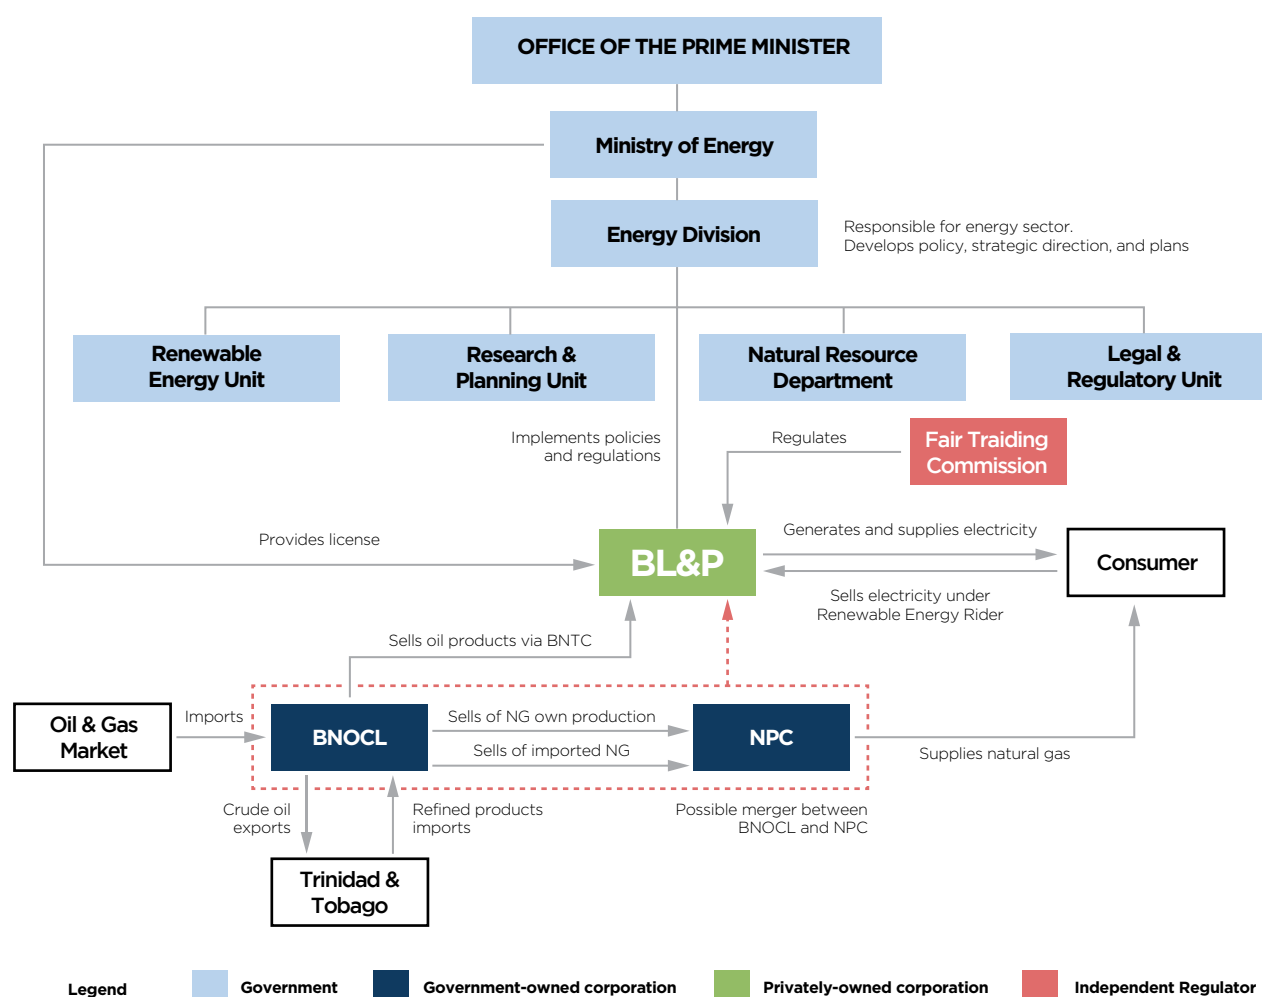 OFFICE OF THE PRIME MINISTER
Ministry of Energy
Energy Division
Responsible for energy sector.
Develops policy, strategic direction, and plans
Renewable
Energy Unit
Research &
Planning Unit
Natural Resource
Department
Legal &
Regulatory Unit
Implements policies
and regulations
Regulates
Fair Traiding
Commission
Provides license
BL&P
Generates and supplies electricity
Consumer
Sells electricity under
Renewable Energy Rider
Sells oil products via BNTC
Oil & Gas
Market
Imports
BNOCL
Sells of NG own production
Sells of imported NG
NPC
Supplies natural gas
Crude oil
exports
Refined products
imports
Possible merger between
BNOCL and NPC
Trinidad &
Tobago
Legend
Government
Government-owned corporation
Privately-owned corporation
Independent Regulator